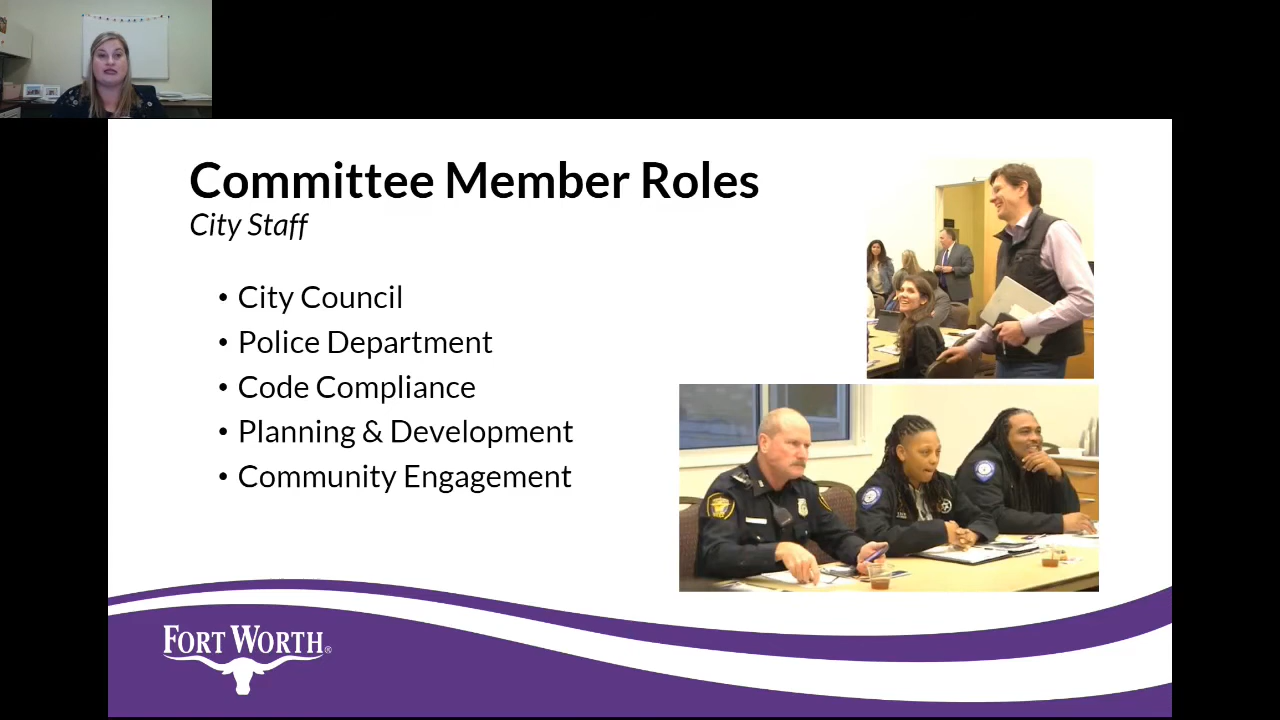 Committee Member Roles
City Staff
• City Council
• Police Department
• Code Compliance
• Planning & Development
• Community Engagement
FORT WORTH®